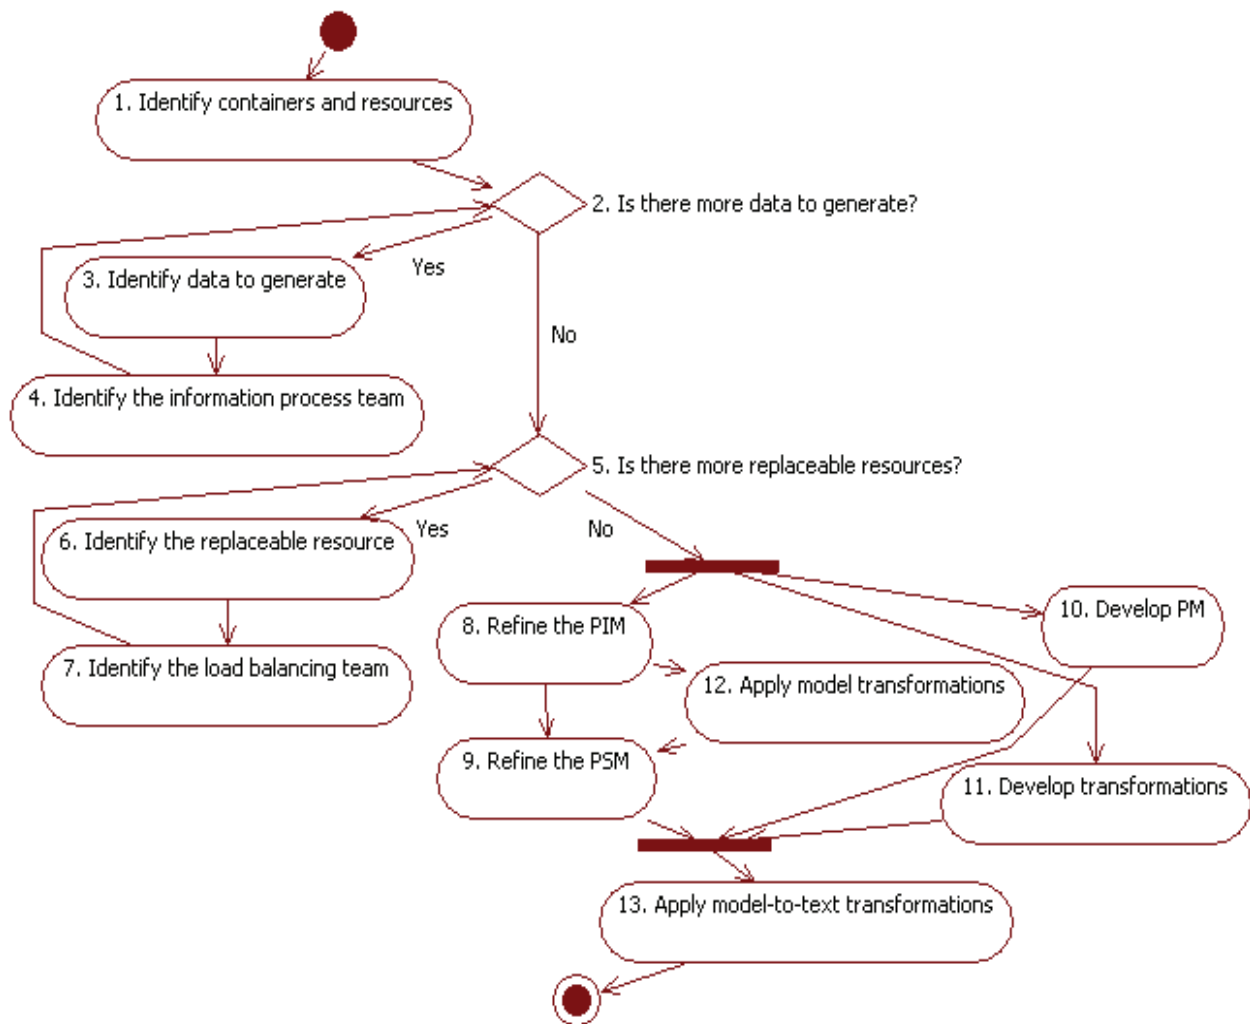 1. Identify containers and resources
2. Is there more data to generate?
3. Identify data to generate
Yes
No
4. Identify the information process team
5. Is there more replaceable resources?
6. Identify the replaceable resource
Yes
No
8. Refine the PIM
10. Develop PM
7. Identify the load balancing team
12. Apply model transformations
9. Refine the PSM
11. Develop transformations
13. Apply model-to-text transformations